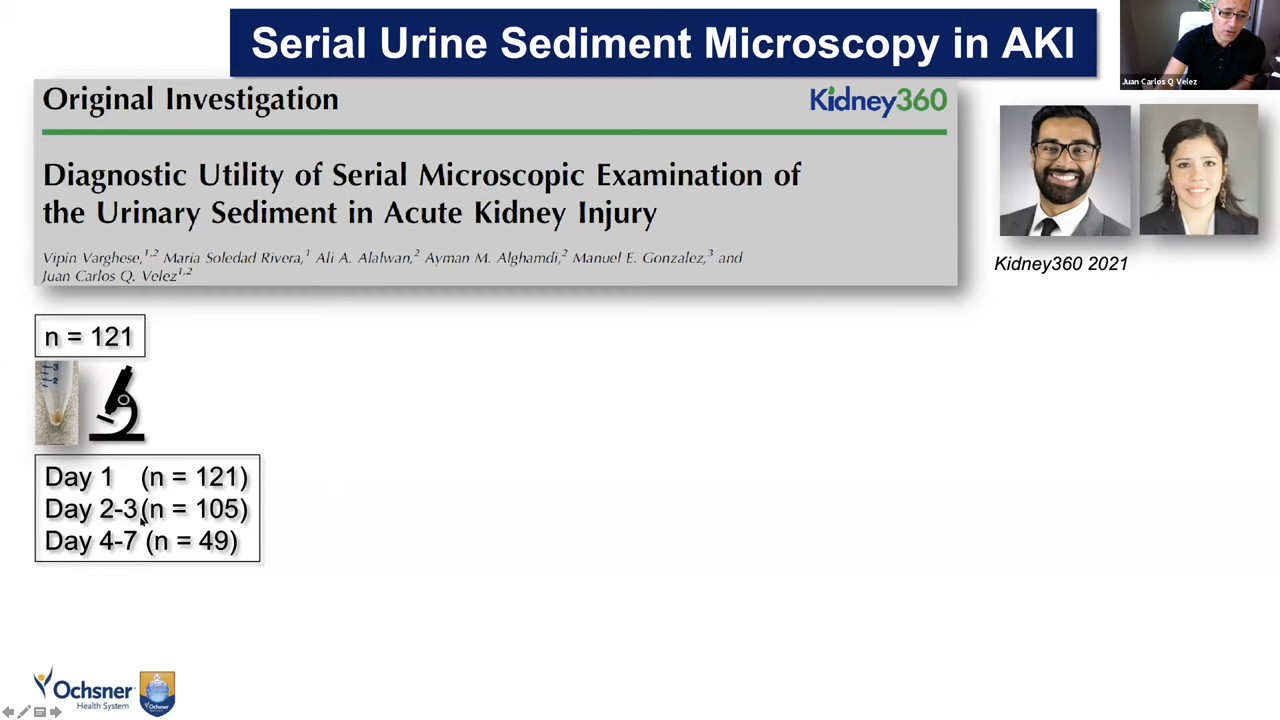 Serial Urine Sediment Microscopy in AKI
Juan Carlos Q Velez
Original Investigation
Kidney360
Diagnostic Utility of Serial Microscopic Examination of
the Urinary Sediment in Acute Kidney Injury
Vipin Varghese,1,2 Maria Soledad Rivera,1 Ali A. Alalwan,2 Ayman M. Alghamdi,2 Manuel E. Gonzalez,3 and
Juan Carlos Q. Velez1,2
Kidney360 2021
n = 121
3
2
Day 1 (n = 121)
Day 2-3 (n = 105)
Day 4-7 (n = 49)
Ochsner
Health System
Ochsner